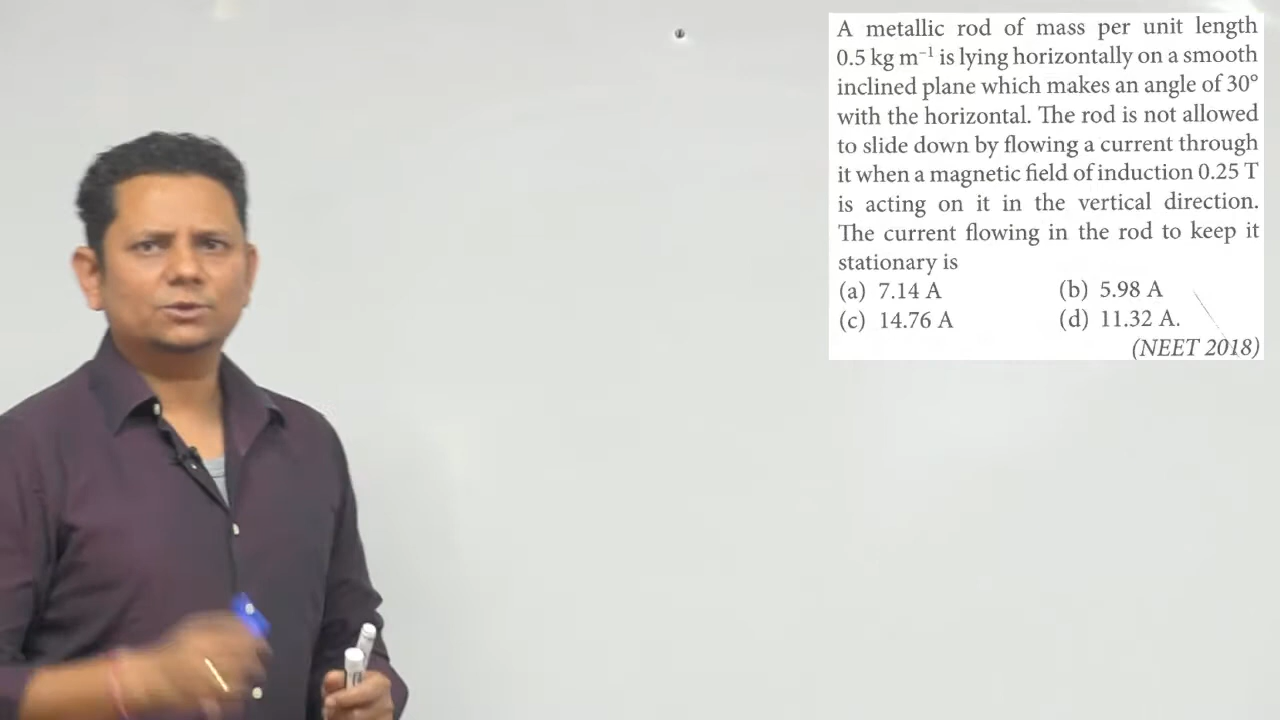 A metallic rod of mass per unit length
0.5 kg m⁻¹ is lying horizontally on a smooth
inclined plane which makes an angle of 30°
with the horizontal. The rod is not allowed
to slide down by flowing a current through
it when a magnetic field of induction 0.25 T
is acting on it in the vertical direction.
The current flowing in the rod to keep it
stationary is
(a) 7.14 A (b) 5.98 A
(c) 14.76 A (d) 11.32 A.
(NEET 2018)